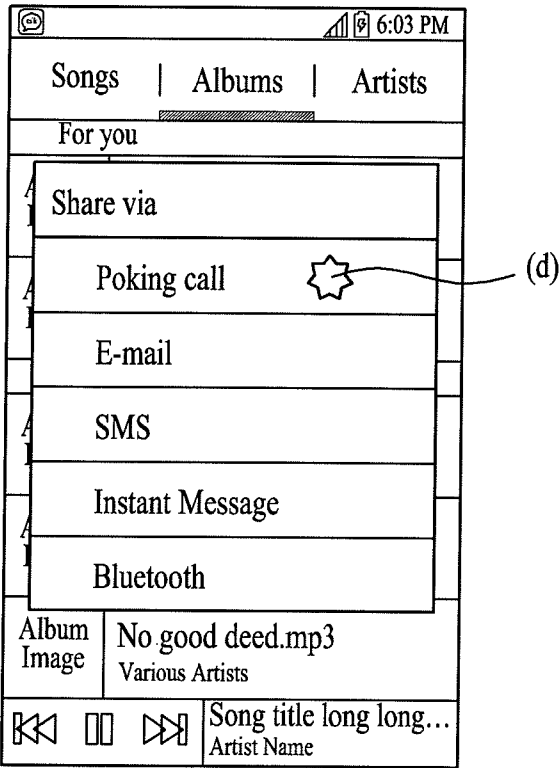 6:03 PM
Songs | Albums | Artists
For you
Share via
Poking call
(d)
E-mail
SMS
Instant Message
Bluetooth
Album
Image
No good deed.mp3
Various Artists
Song title long long...
Artist Name